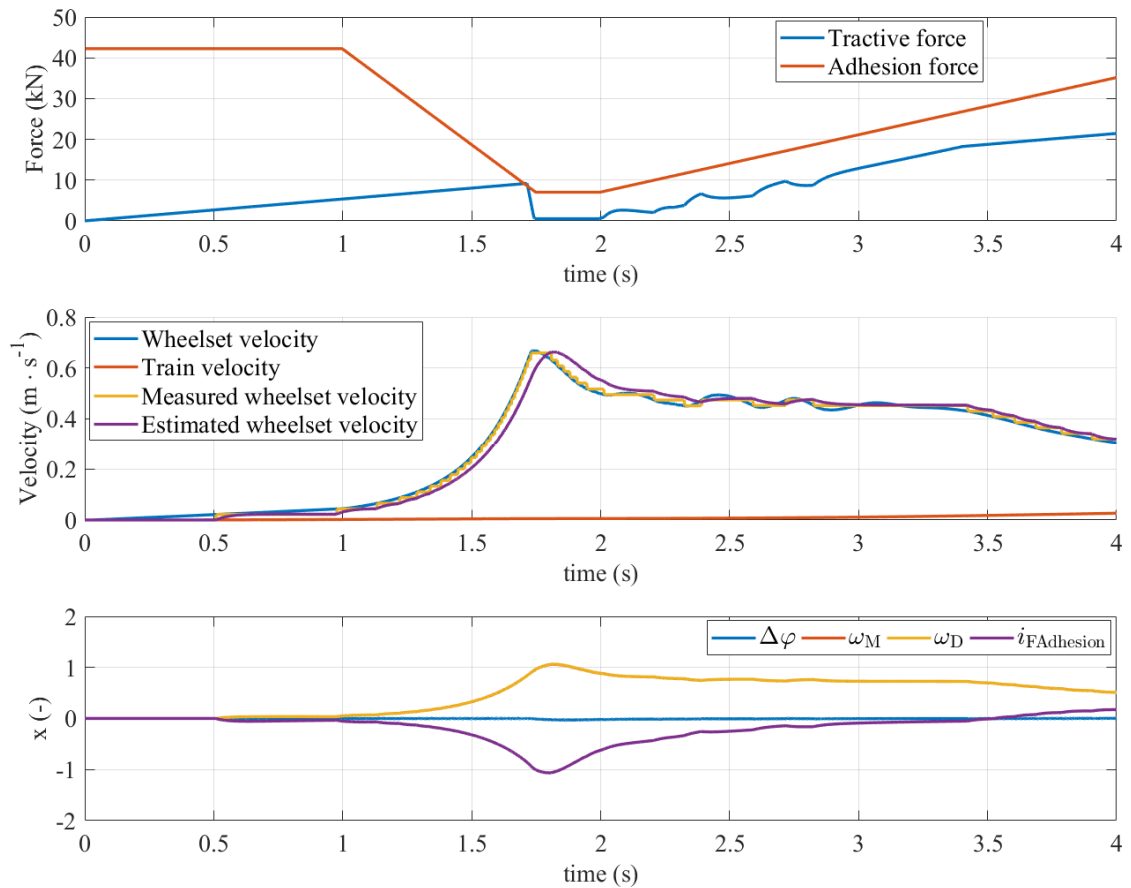 50
40
30
20
10
0
Force (kN)
Tractive force
Adhesion force
0 0.5 1 1.5 2 2.5 3 3.5 4
time (s)
0.8
0.6
0.4
0.2
0
Velocity (m · s⁻¹)
Wheelset velocity
Train velocity
Measured wheelset velocity
Estimated wheelset velocity
0 0.5 1 1.5 2 2.5 3 3.5 4
time (s)
2
1
0
-1
-2
x (-)
Δφ ω_M ω_D i_FAdhesion
0 0.5 1 1.5 2 2.5 3 3.5 4
time (s)